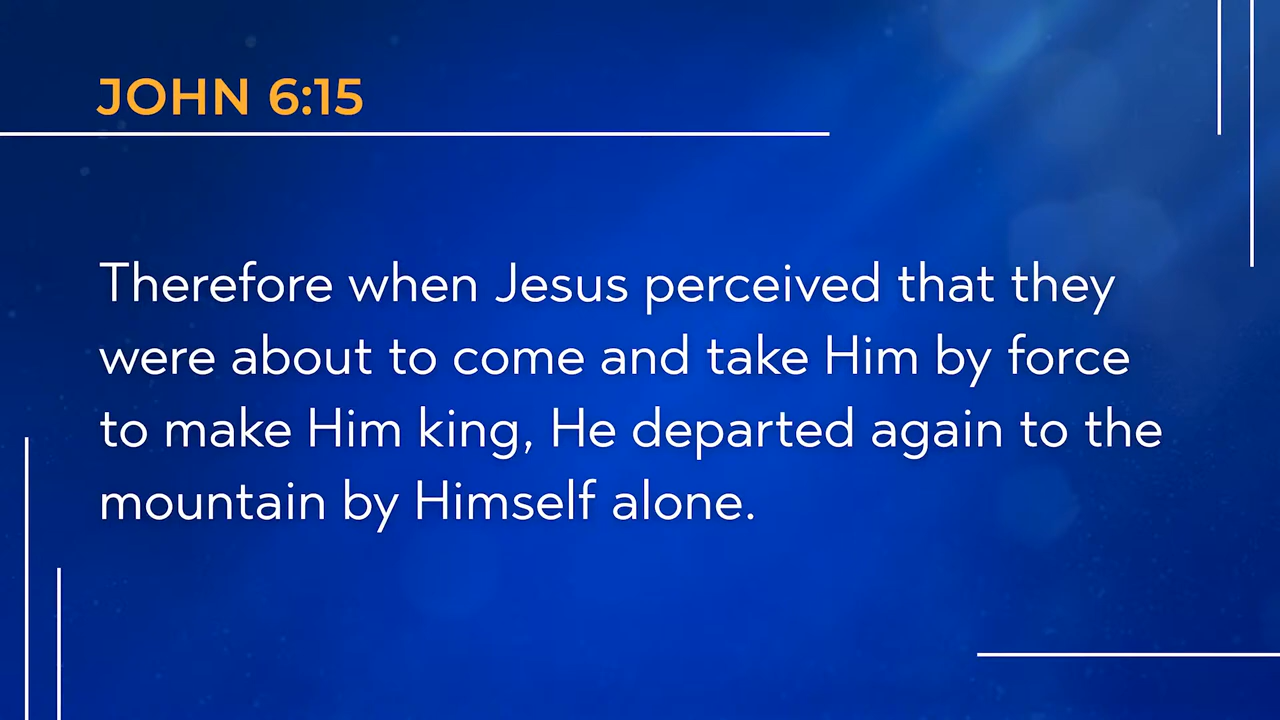 JOHN 6:15
Therefore when Jesus perceived that they
were about to come and take Him by force
to make Him king, He departed again to the
mountain by Himself alone.